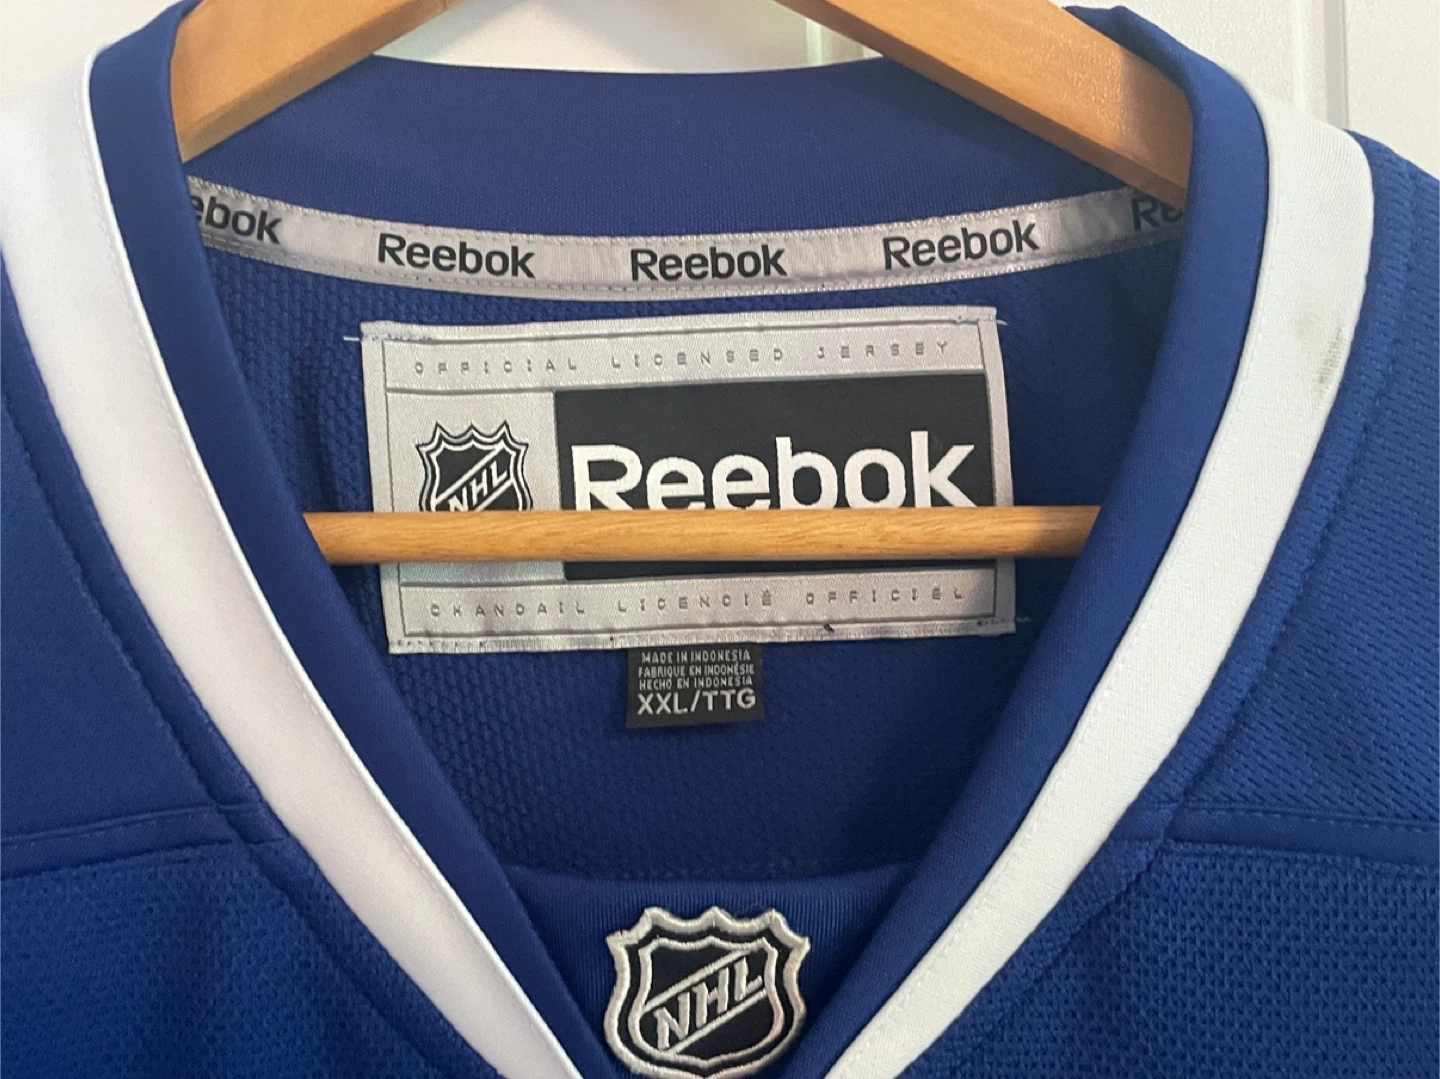 ebok Reebok Reebok Reebok Re
OFFICIAL LICENSED JERSEY
NHL Reebok
CHANDAIL LICENCIÉ OFFICIEL
MADE IN INDONESIA
FABRIQUE EN INDONÉSIE
HECHO EN INDONESIA
XXL/TTG
NHL